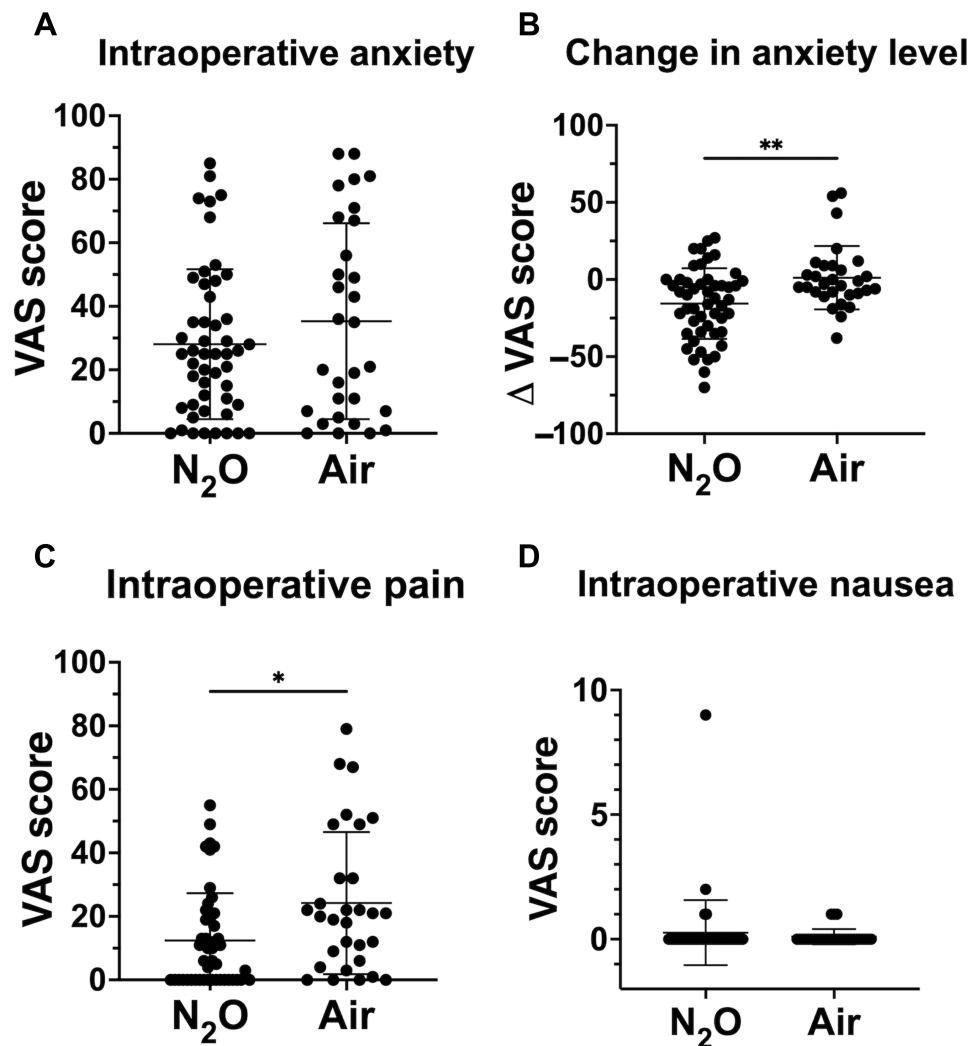 A
Intraoperative anxiety
VAS score
100
80
60
40
20
0
N₂O
Air
B
Change in anxiety level
Δ VAS score
100
50
0
−50
−100
**
N₂O
Air
C
Intraoperative pain
VAS score
100
80
60
40
20
0
*
N₂O
Air
D
Intraoperative nausea
VAS score
10
5
0
N₂O
Air